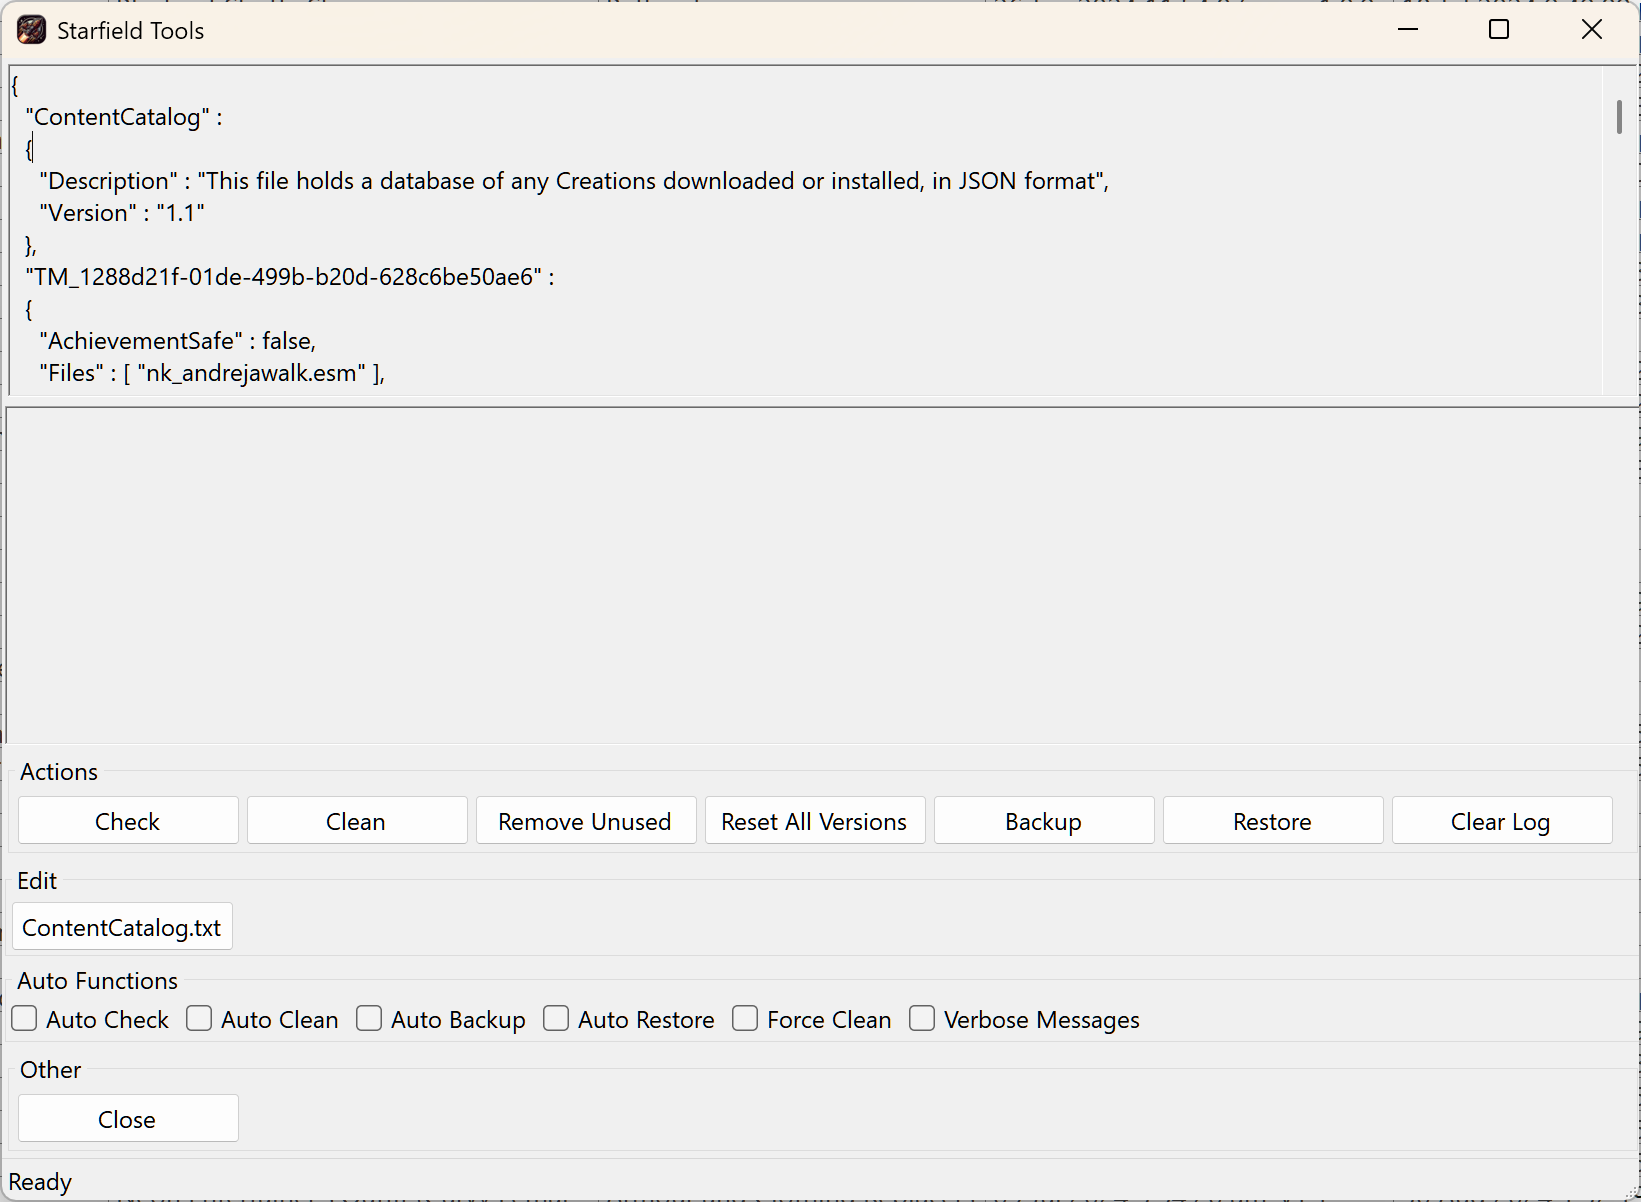 Starfield Tools
{
"ContentCatalog" :
{
"Description" : "This file holds a database of any Creations downloaded or installed, in JSON format",
"Version" : "1.1"
},
"TM_1288d21f-01de-499b-b20d-628c6be50ae6" :
{
"AchievementSafe" : false,
"Files" : [ "nk_andrejawalk.esm" ],
Actions
Check Clean Remove Unused Reset All Versions Backup Restore Clear Log
Edit
ContentCatalog.txt
Auto Functions
Auto Check Auto Clean Auto Backup Auto Restore Force Clean Verbose Messages
Other
Close
Ready